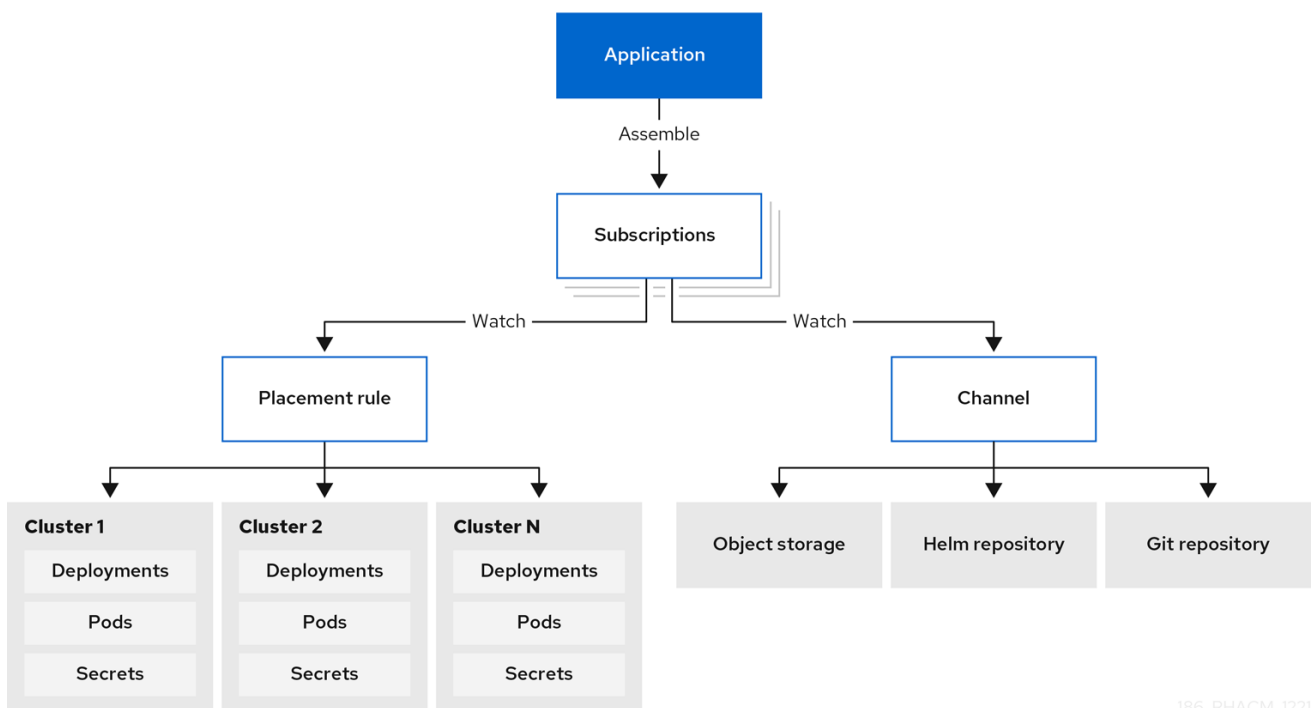 Application
Assemble
Subscriptions
Watch
Watch
Placement rule
Channel
Cluster 1
Deployments
Pods
Secrets
Cluster 2
Deployments
Pods
Secrets
Cluster N
Deployments
Pods
Secrets
Object storage
Helm repository
Git repository
186_RHACM_1221